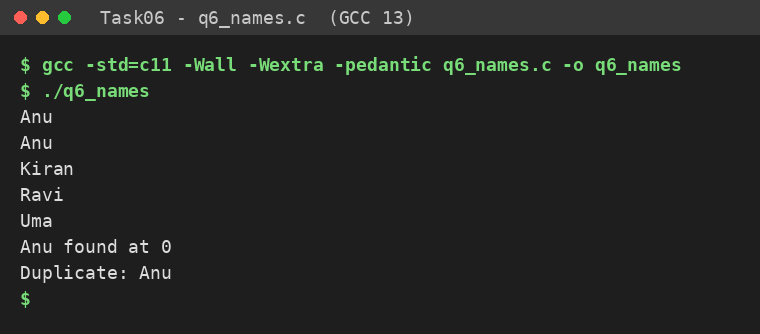 Task06 - q6_names.c  (GCC 13)
$ gcc -std=c11 -Wall -Wextra -pedantic q6_names.c -o q6_names
$ ./q6_names
Anu
Anu
Kiran
Ravi
Uma
Anu found at 0
Duplicate: Anu
$